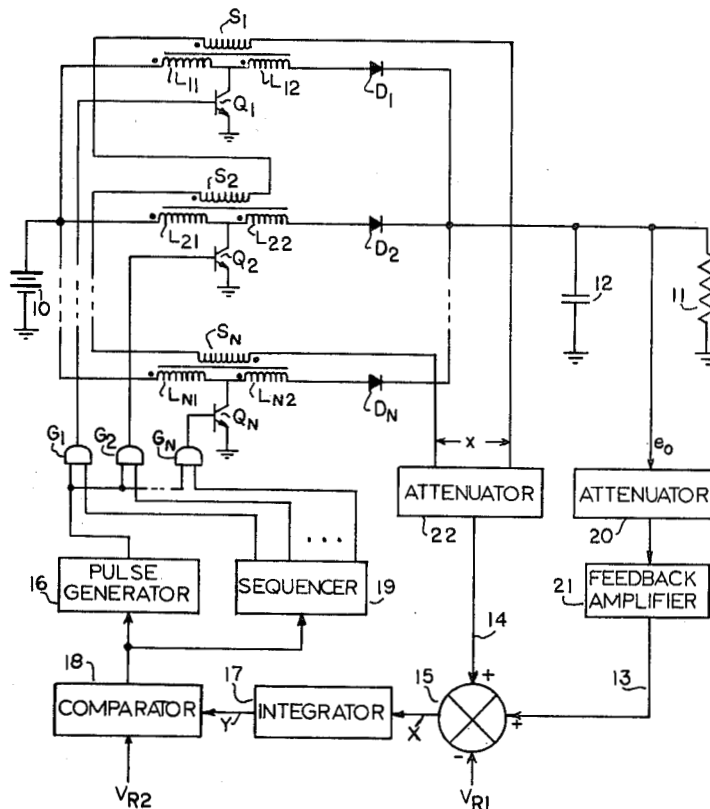 S1
L11
L12
D1
Q1
S2
L21
L22
D2
Q2
10
12
11
SN
LN1
LN2
DN
QN
G1
G2
GN
x
eo
ATTENUATOR
22
ATTENUATOR
20
PULSE
GENERATOR
16
...
SEQUENCER
19
21
FEEDBACK
AMPLIFIER
14
13
18
COMPARATOR
17
INTEGRATOR
Y
15
X
+
+
-
VR2
VR1